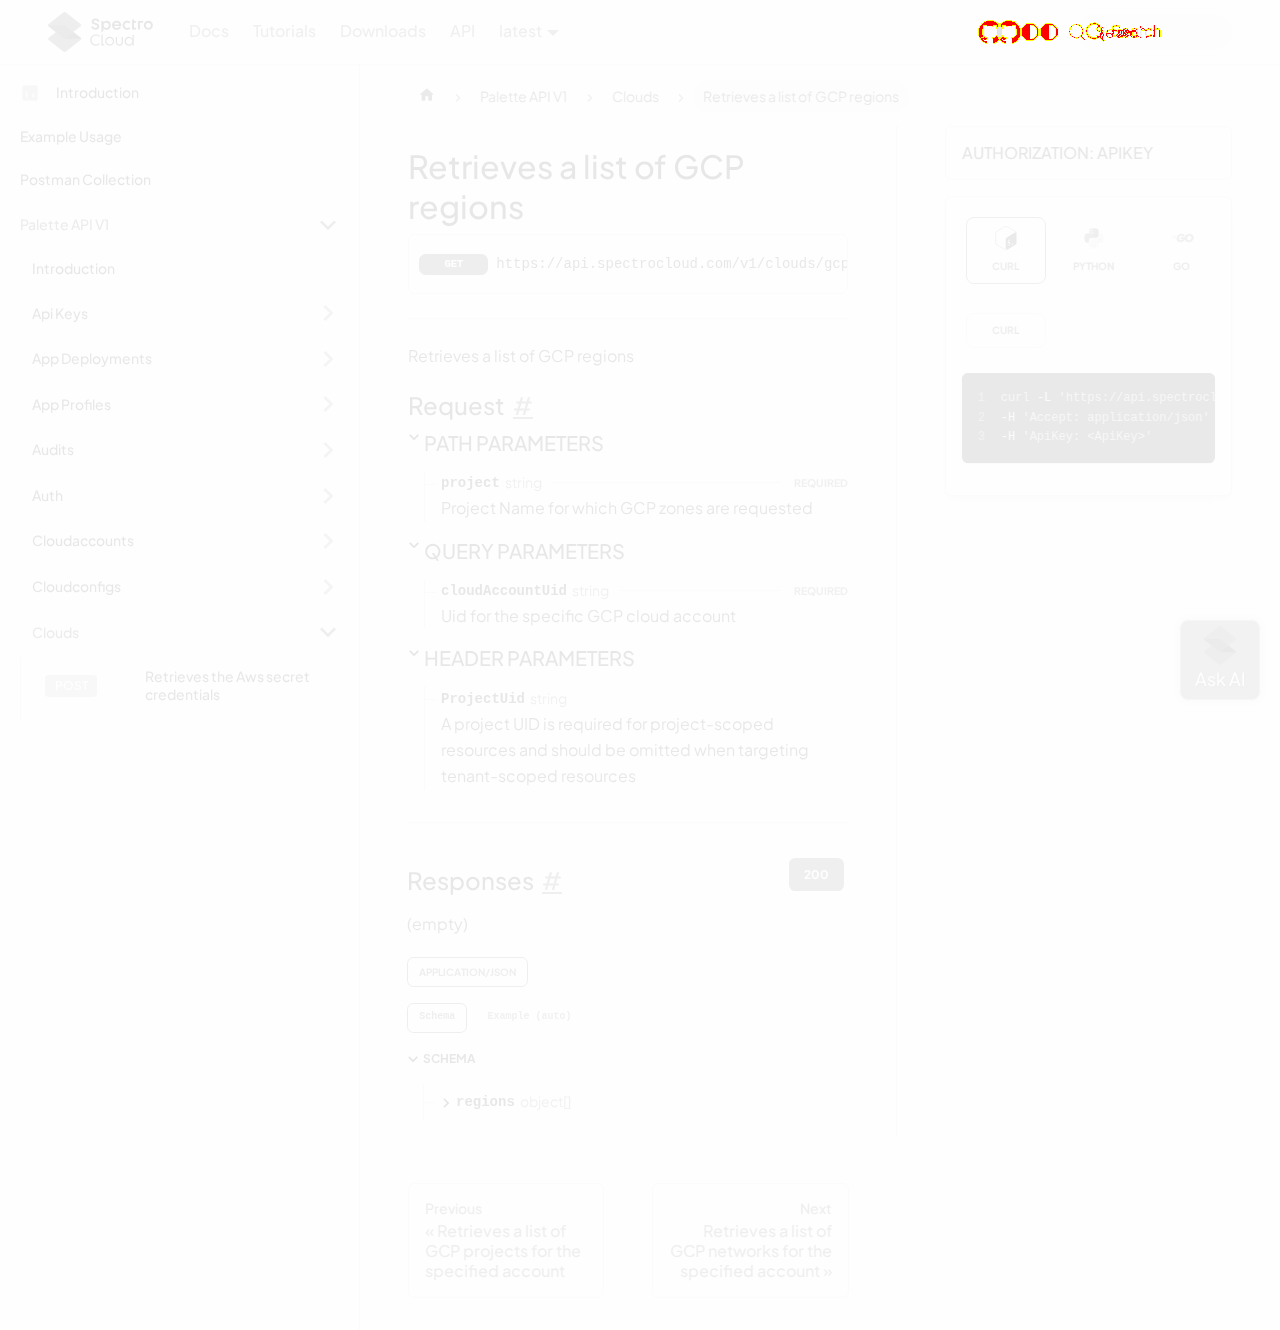 Spectro
Cloud
Docs
Tutorials
Downloads
API
latest
Introduction
Example Usage
Postman Collection
Palette API V1
Introduction
Api Keys
App Deployments
App Profiles
Audits
Auth
Cloudaccounts
Cloudconfigs
Clouds
POST
Retrieves the Aws secret
credentials
Palette API V1
Clouds
Retrieves a list of GCP regions
Retrieves a list of GCP
regions
GET https://api.spectrocloud.com/v1/clouds/gcp
Retrieves a list of GCP regions
Request #
PATH PARAMETERS
project string REQUIRED
Project Name for which GCP zones are requested
QUERY PARAMETERS
cloudAccountUid string REQUIRED
Uid for the specific GCP cloud account
HEADER PARAMETERS
ProjectUid string
A project UID is required for project-scoped
resources and should be omitted when targeting
tenant-scoped resources
Responses #
200
(empty)
APPLICATION/JSON
Schema Example (auto)
SCHEMA
regions object[]
Previous
« Retrieves a list of
GCP projects for the
specified account
Next
Retrieves a list of
GCP networks for the
specified account »
AUTHORIZATION: APIKEY
CURL PYTHON GO
CURL
1 curl -L 'https://api.spectrocl
2 -H 'Accept: application/json'
3 -H 'ApiKey: <ApiKey>'
Ask AI